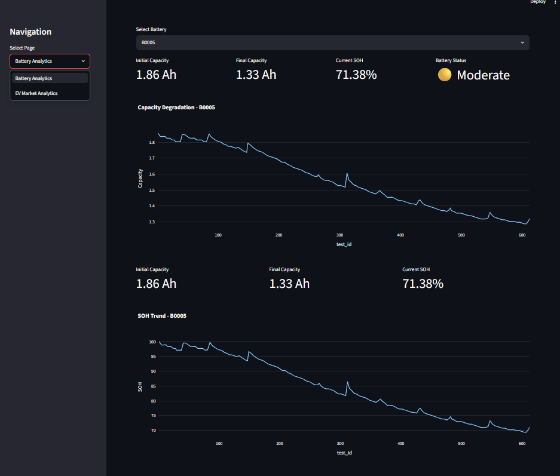 Deploy
Navigation
Select Page
Battery Analytics
Battery Analytics
EV Market Analytics
Select Battery
B0005
Initial Capacity
Final Capacity
Current SOH
Battery Status
1.86 Ah
1.33 Ah
71.38%
Moderate
Capacity Degradation - B0005
Capacity
1.8
1.7
1.6
1.5
1.4
1.3
100
200
300
400
500
600
test_id
Initial Capacity
Final Capacity
Current SOH
1.86 Ah
1.33 Ah
71.38%
SOH Trend - B0005
SOH
100
95
90
85
80
75
70
100
200
300
400
500
600
test_id